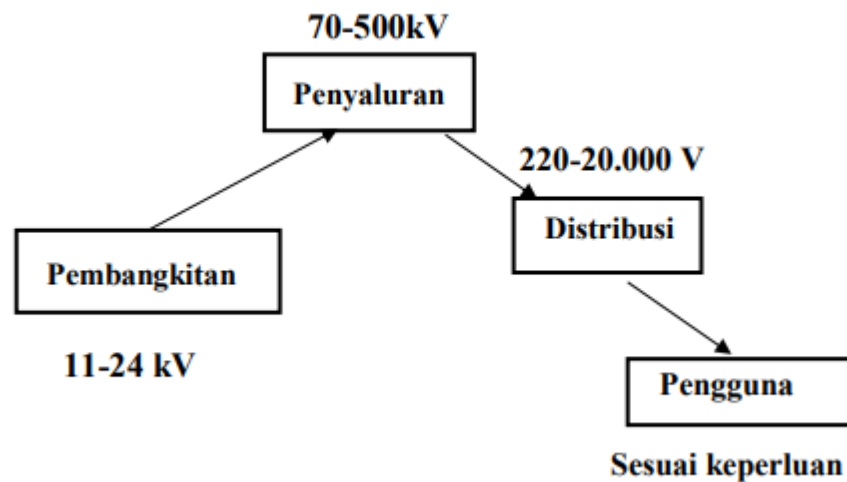 70-500kV
Penyaluran
220-20.000 V
Distribusi
Pembangkitan
11-24 kV
Pengguna
Sesuai keperluan